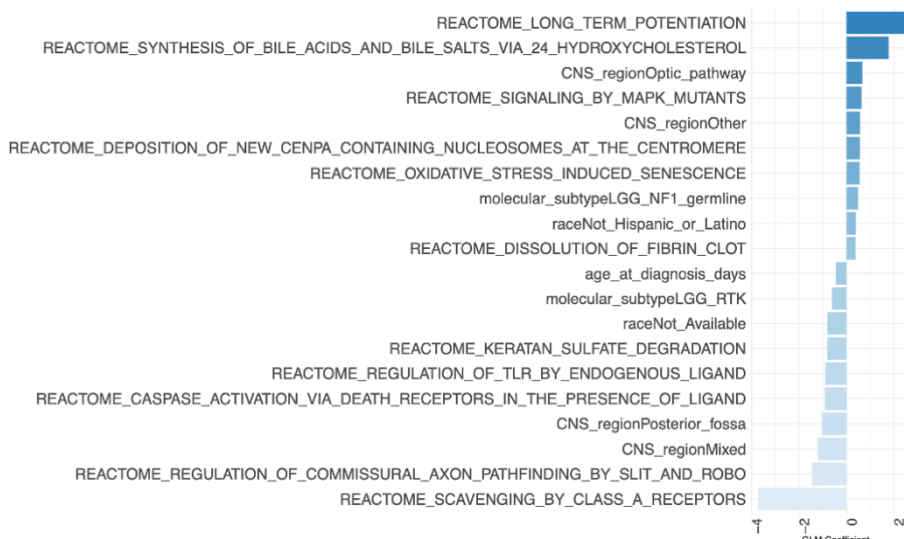 REACTOME_LONG_TERM_POTENTIATION
REACTOME_SYNTHESIS_OF_BILE_ACIDS_AND_BILE_SALTS_VIA_24_HYDROXYCHOLESTEROL
CNS_regionOptic_pathway
REACTOME_SIGNALING_BY_MAPK_MUTANTS
CNS_regionOther
REACTOME_DEPOSITION_OF_NEW_CENPA_CONTAINING_NUCLEOSOMES_AT_THE_CENTROMERE
REACTOME_OXIDATIVE_STRESS_INDUCED_SENESCENCE
molecular_subtypeLGG_NF1_germline
raceNot_Hispanic_or_Latino
REACTOME_DISSOLUTION_OF_FIBRIN_CLOT
age_at_diagnosis_days
molecular_subtypeLGG_RTK
raceNot_Available
REACTOME_KERATAN_SULFATE_DEGRADATION
REACTOME_REGULATION_OF_TLR_BY_ENDOGENOUS_LIGAND
REACTOME_CASPASE_ACTIVATION_VIA_DEATH_RECEPTORS_IN_THE_PRESENCE_OF_LIGAND
CNS_regionPosterior_fossa
CNS_regionMixed
REACTOME_REGULATION_OF_COMMISSURAL_AXON_PATHFINDING_BY_SLIT_AND_ROBO
REACTOME_SCAVENGING_BY_CLASS_A_RECEPTORS
-4 -2 0 2